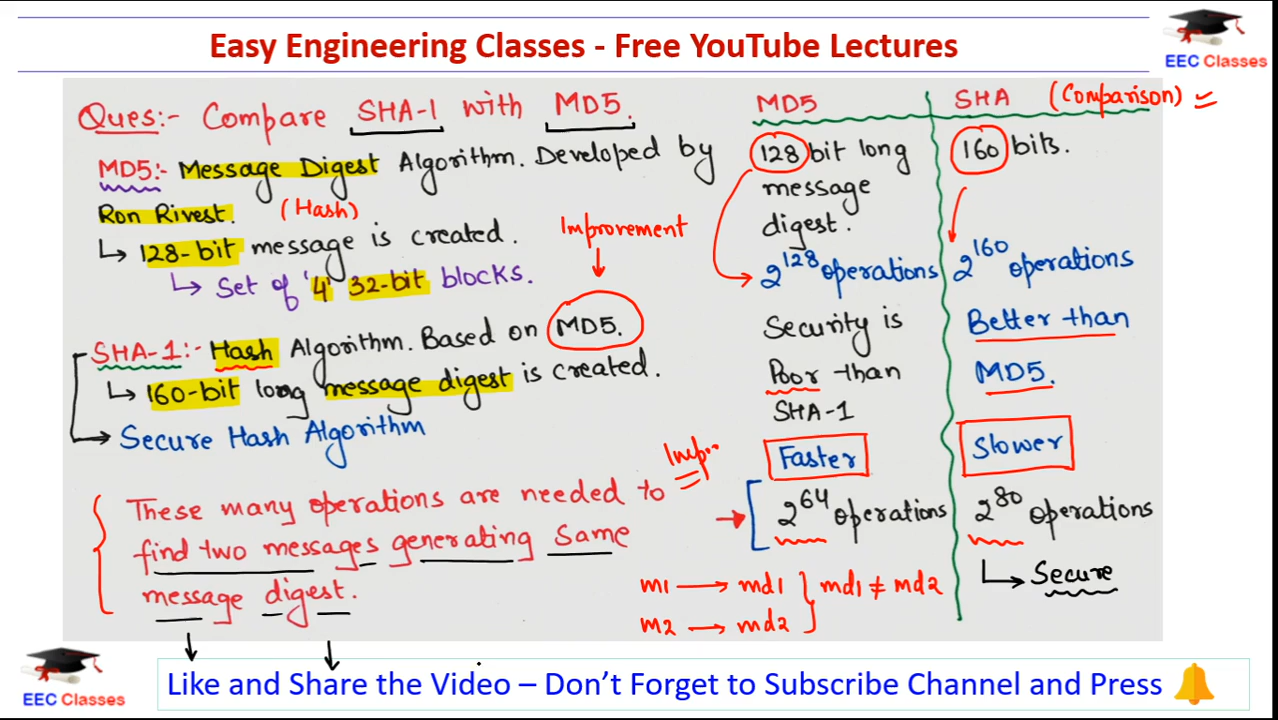 Easy Engineering Classes - Free YouTube Lectures
EEC Classes
Ques:- Compare SHA-1 with MD5.
MD5:- Message Digest Algorithm. Developed by
Ron Rivest. (Hash)
↳ 128-bit message is created.
↳ Set of '4' 32-bit blocks.
Improvement
SHA-1:- Hash Algorithm. Based on MD5.
↳ 160-bit long message digest is created.
→ Secure Hash Algorithm
These many operations are needed to
find two messages generating Same
message digest.
Imp..
MD5 SHA (Comparison)
128 bit long 160 bits.
message
digest.
2^128 operations 2^160 operations
Security is Better than
Poor than MD5.
SHA-1
Faster Slower
2^64 operations 2^80 operations
↳ Secure
m1 → md1 } md1 ≠ md2
m2 → md2
EEC Classes
Like and Share the Video – Don't Forget to Subscribe Channel and Press